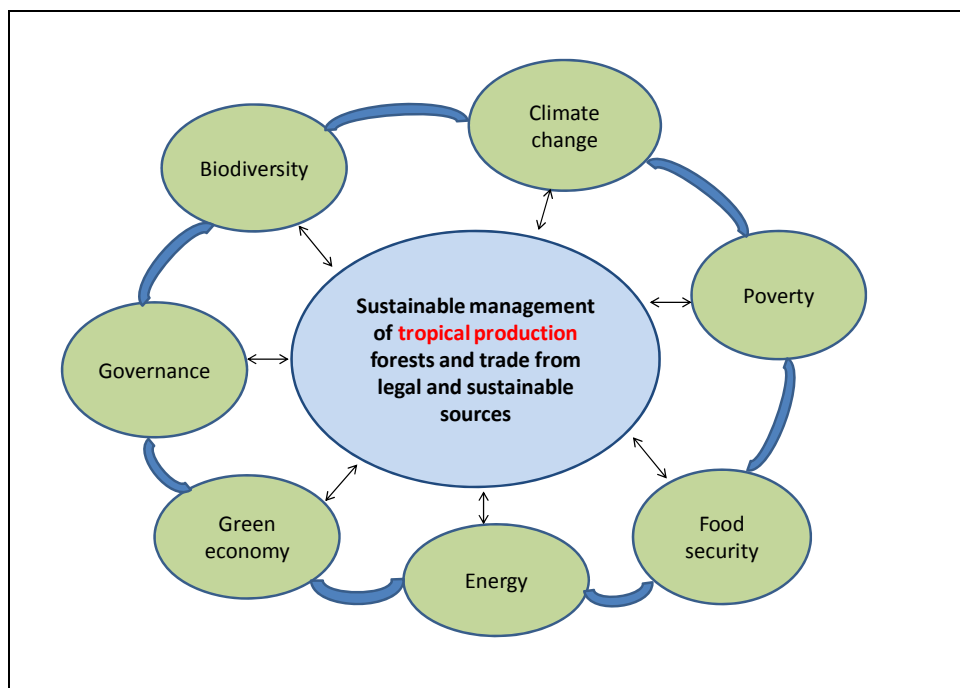 Climate
change
Biodiversity
Poverty
Sustainable management
of tropical production
forests and trade from
legal and sustainable
sources
Governance
Green
economy
Energy
Food
security